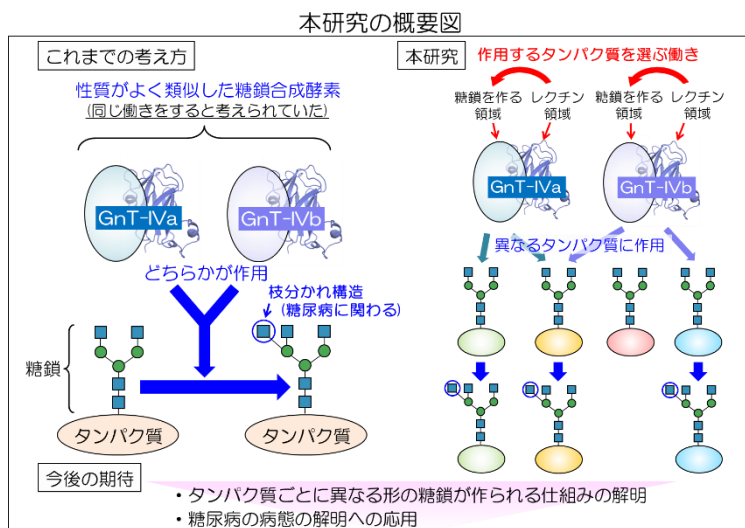 本研究の概要図
これまでの考え方
性質がよく類似した糖鎖合成酵素
(同じ働きをすると考えられていた)
GnT-IVa
GnT-IVb
どちらかが作用
枝分かれ構造
(糖尿病に関わる)
糖鎖
タンパク質
タンパク質
本研究
作用するタンパク質を選ぶ働き
糖鎖を作る
領域
レクチン
領域
糖鎖を作る
領域
レクチン
領域
GnT-IVa
GnT-IVb
異なるタンパク質に作用
今後の期待
・タンパク質ごとに異なる形の糖鎖が作られる仕組みの解明
・糖尿病の病態の解明への応用